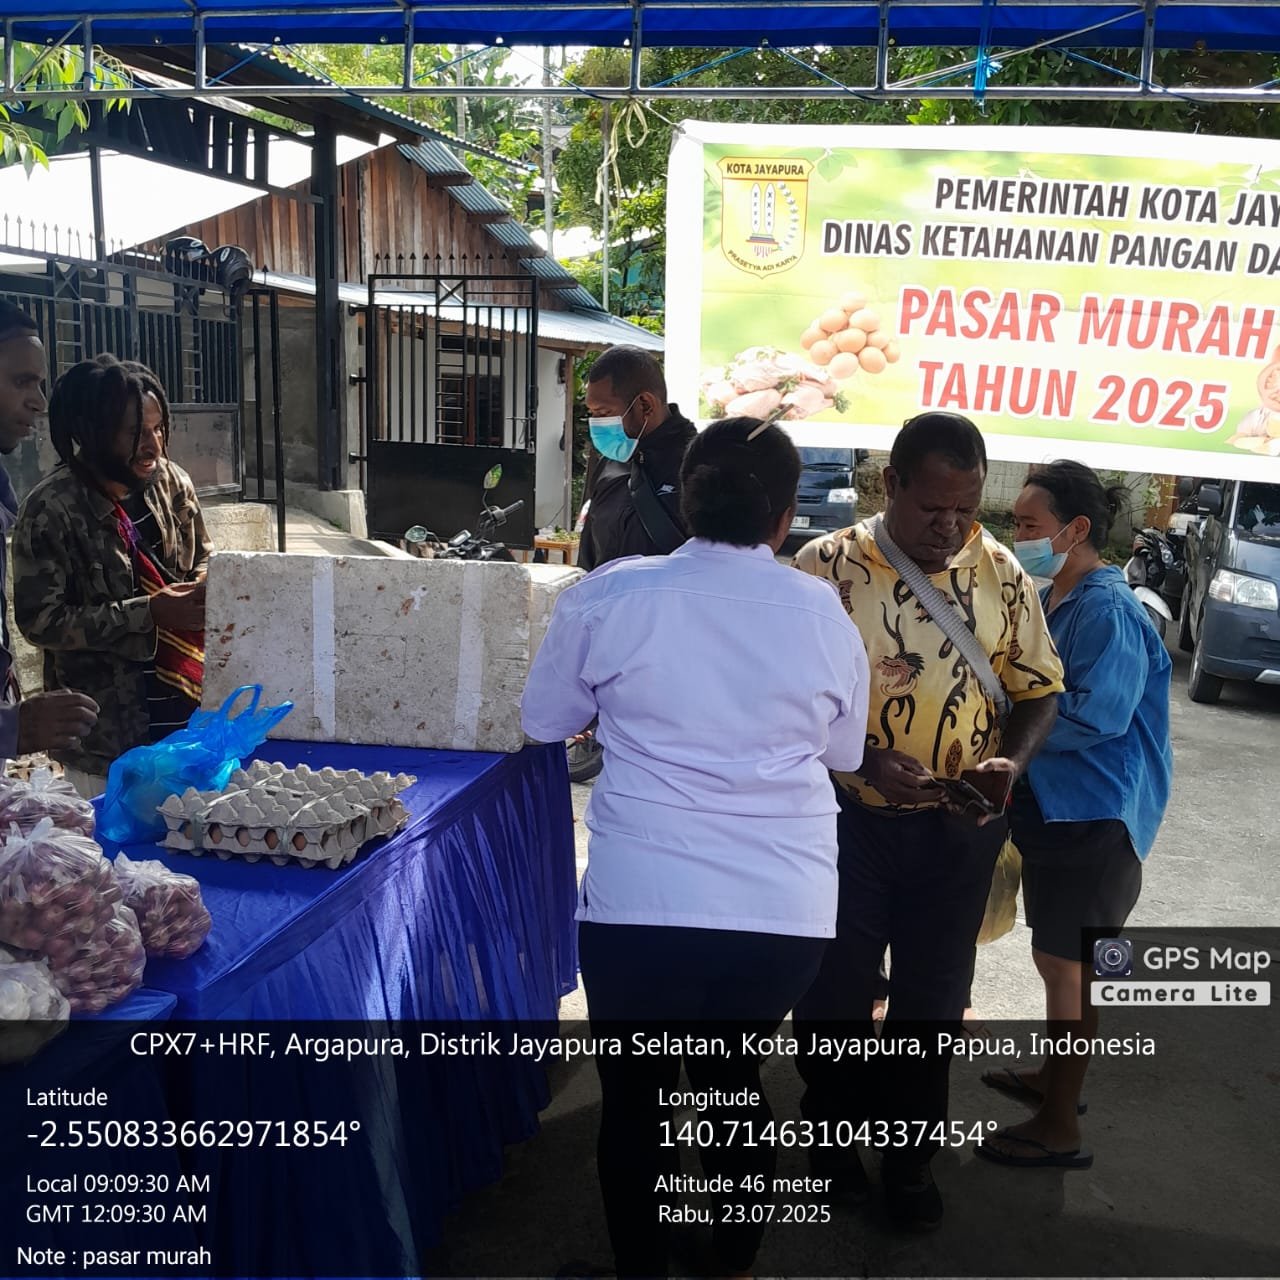 KOTA JAYAPURA
PRASETYA ADI KARYA
PEMERINTAH KOTA JAY
DINAS KETAHANAN PANGAN DA
PASAR MURAH
TAHUN 2025
GPS Map
Camera Lite
CPX7+HRF, Argapura, Distrik Jayapura Selatan, Kota Jayapura, Papua, Indonesia
Latitude
-2.550833662971854°
Longitude
140.71463104337454°
Local 09:09:30 AM
GMT 12:09:30 AM
Altitude 46 meter
Rabu, 23.07.2025
Note : pasar murah